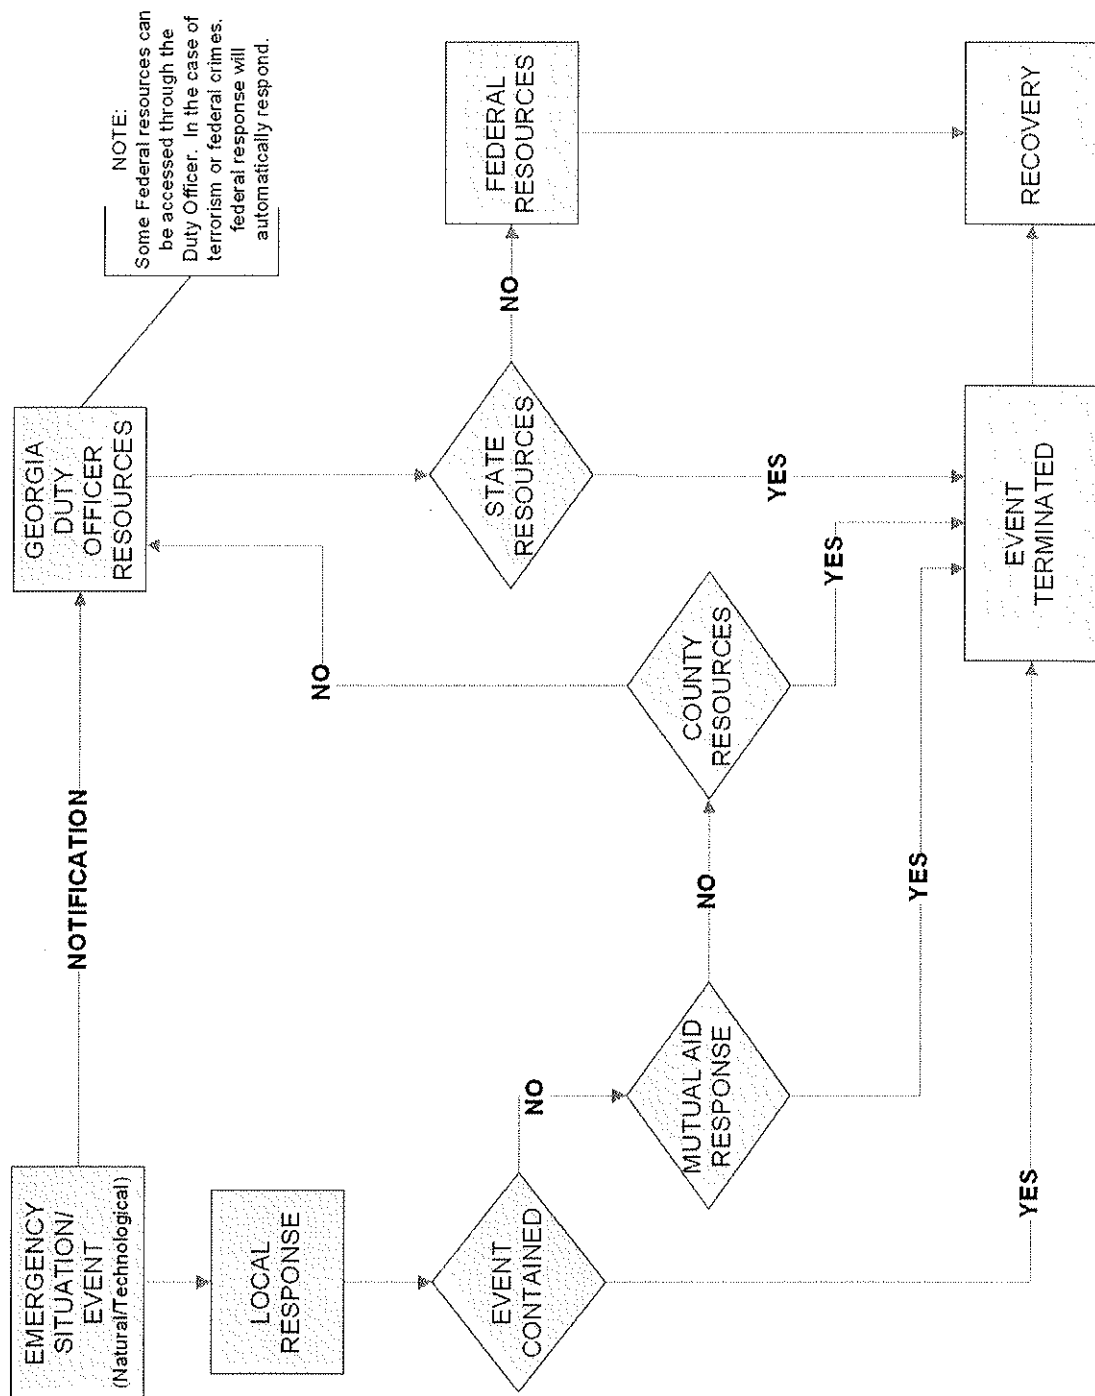 EMERGENCY
SITUATION/
EVENT
(Natural/Technological)
NOTIFICATION
GEORGIA
DUTY
OFFICER
RESOURCES
NOTE:
Some Federal resources can
be accessed through the
Duty Officer. In the case of
terrorism or federal crimes,
federal response will
automatically respond.
LOCAL
RESPONSE
EVENT
CONTAINED
NO
MUTUAL AID
RESPONSE
NO
COUNTY
RESOURCES
NO
STATE
RESOURCES
NO
FEDERAL
RESOURCES
YES
YES
YES
YES
EVENT
TERMINATED
RECOVERY